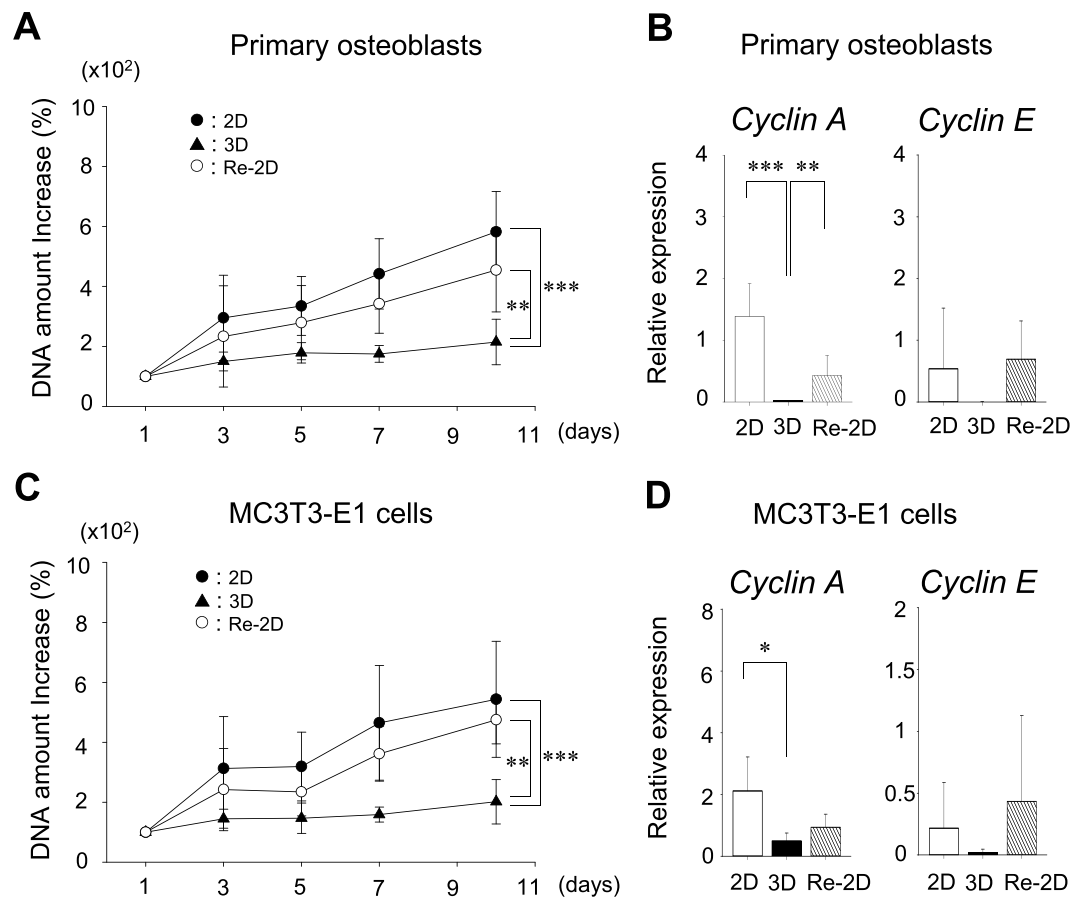 A
Primary osteoblasts
(x10²)
DNA amount Increase (%)
10
8
6
4
2
0
● : 2D
▲ : 3D
○ : Re-2D
**
***
1 3 5 7 9 11 (days)
B
Primary osteoblasts
Cyclin A
Relative expression
4
3
2
1
0
*** **
2D 3D Re-2D
Cyclin E
4
3
2
1
0
2D 3D Re-2D
C
MC3T3-E1 cells
(x10²)
DNA amount Increase (%)
10
8
6
4
2
0
● : 2D
▲ : 3D
○ : Re-2D
**
***
1 3 5 7 9 11 (days)
D
MC3T3-E1 cells
Cyclin A
Relative expression
8
6
4
2
0
*
2D 3D Re-2D
Cyclin E
2
1.5
1
0.5
0
2D 3D Re-2D